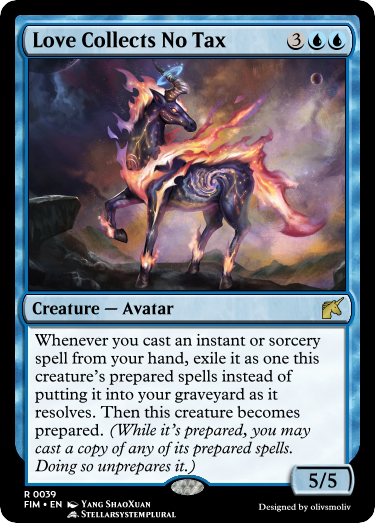 Love Collects No Tax 3
Creature — Avatar
Whenever you cast an instant or sorcery
spell from your hand, exile it as one this
creature's prepared spells instead of
putting it into your graveyard as it
resolves. Then this creature becomes
prepared. (While it's prepared, you may
cast a copy of any of its prepared spells.
Doing so unprepares it.)
5/5
R 0039
FIM • EN Yang ShaoXuan
Stellarsystemplural
Designed by olivsmoliv